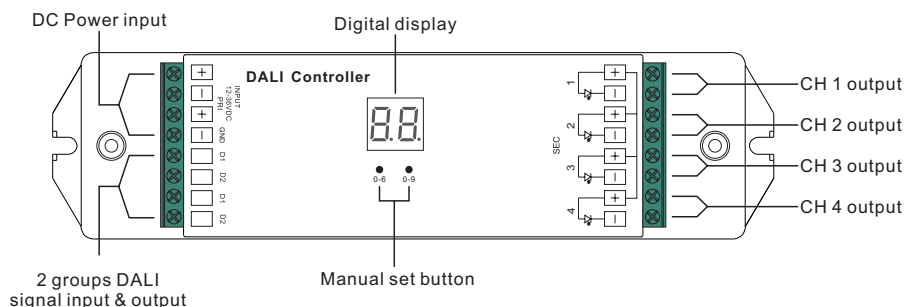 DC Power input
Digital display
DALI Controller
+
−
+
−
INPUT
12-36VDC
PRI
GND
D1
D2
D1
D2
8.8.
0-6
0-9
SEC
1
+
−
2
+
−
3
+
−
4
+
−
CH 1 output
CH 2 output
CH 3 output
CH 4 output
2 groups DALI
signal input & output
Manual set button